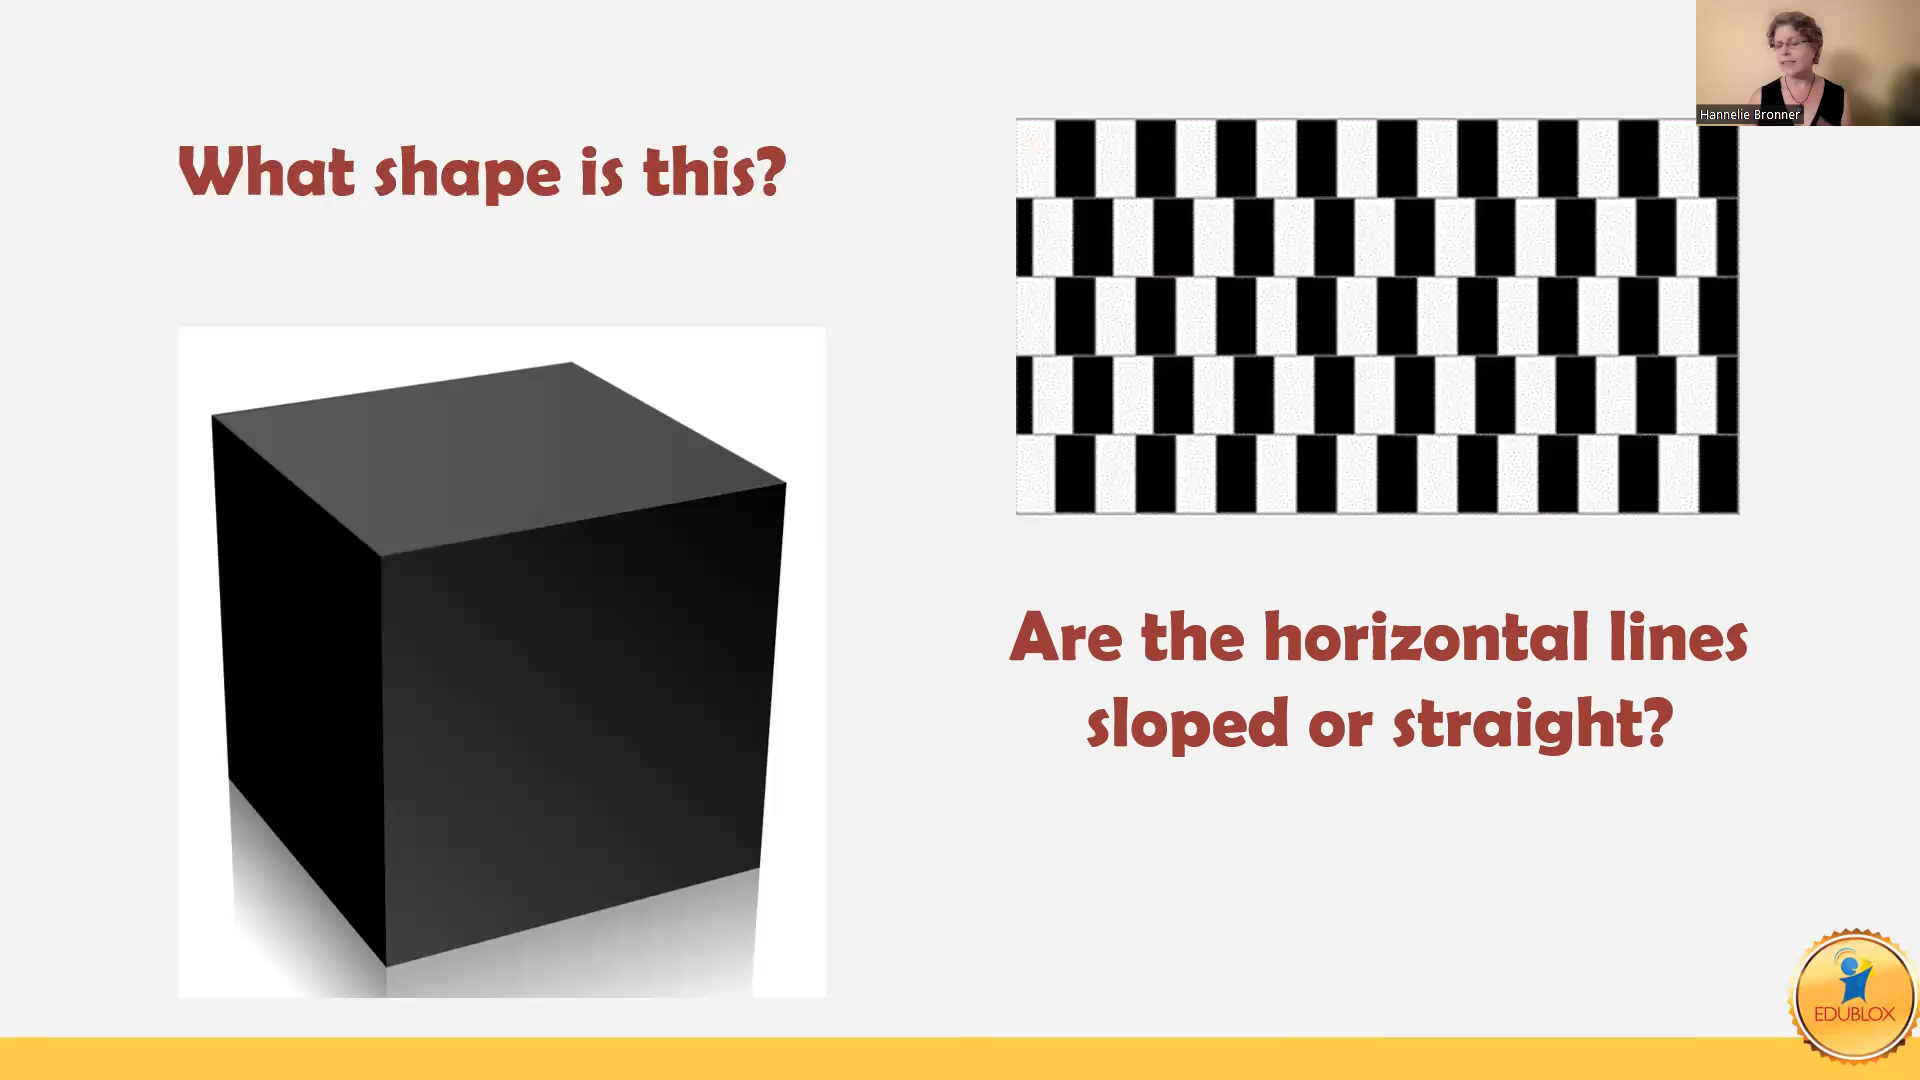 Hannelie Bronner
What shape is this?
Are the horizontal lines
sloped or straight?
EDUBLOX